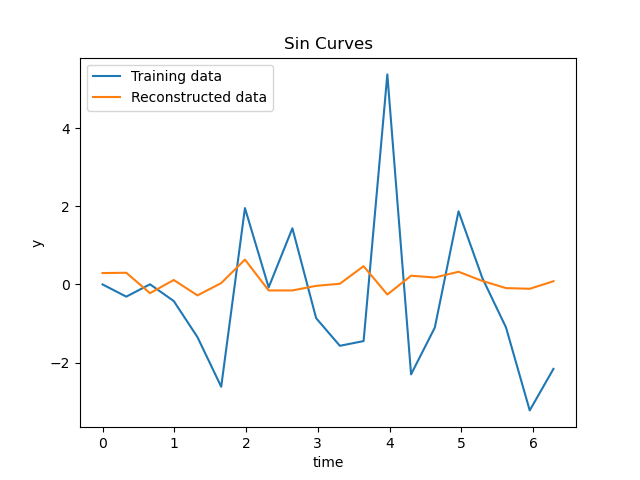 Sin Curves
Training data
Reconstructed data
4
2
0
−2
y
0 1 2 3 4 5 6
time